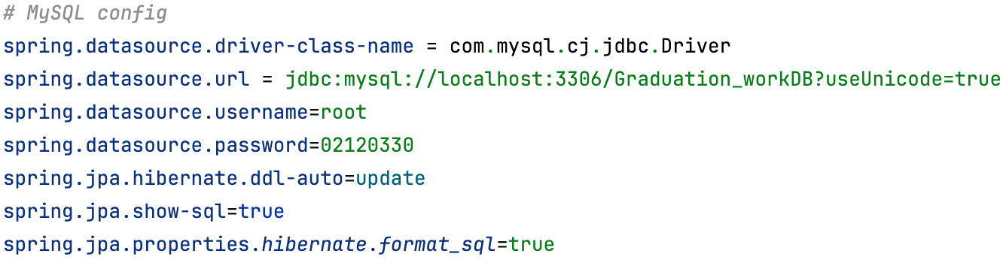 # MySQL config
spring.datasource.driver-class-name = com.mysql.cj.jdbc.Driver
spring.datasource.url = jdbc:mysql://localhost:3306/Graduation_workDB?useUnicode=true
spring.datasource.username=root
spring.datasource.password=02120330
spring.jpa.hibernate.ddl-auto=update
spring.jpa.show-sql=true
spring.jpa.properties.hibernate.format_sql=true